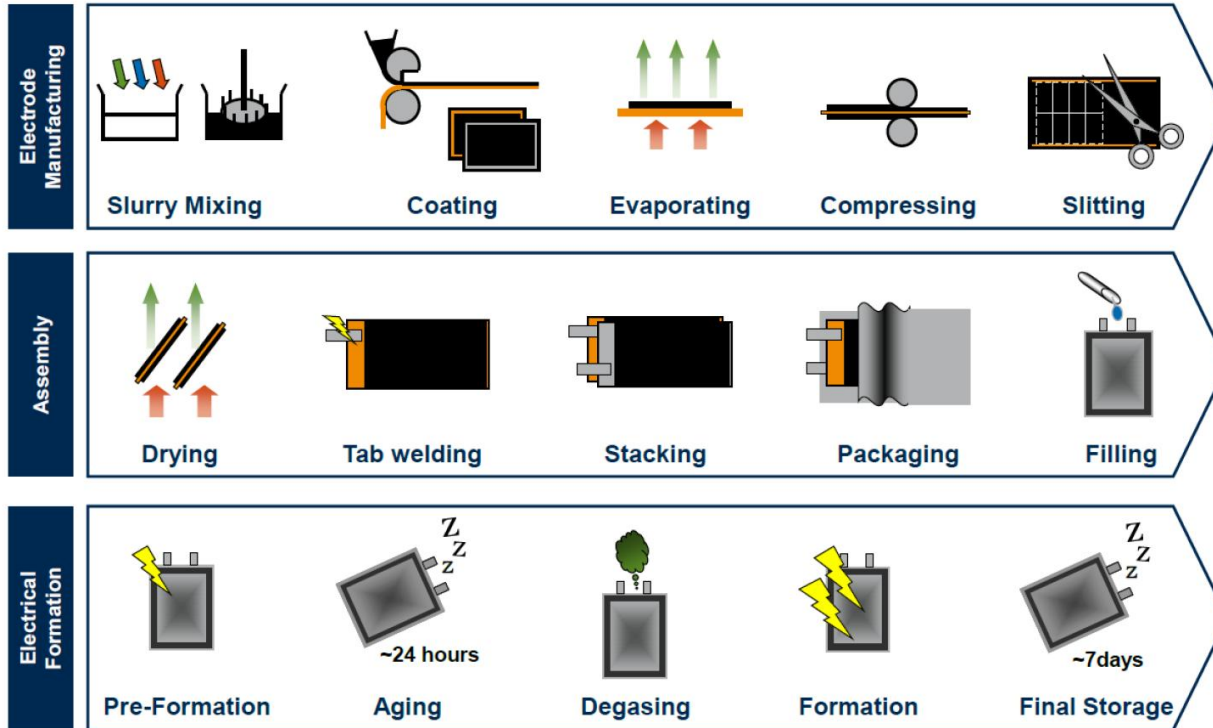 Electrode
Manufacturing
Slurry Mixing
Coating
Evaporating
Compressing
Slitting
Assembly
Drying
Tab welding
Stacking
Packaging
Filling
Electrical
Formation
Z
Z
Z
~24 hours
Z
Z
Z
~7days
Pre-Formation
Aging
Degasing
Formation
Final Storage